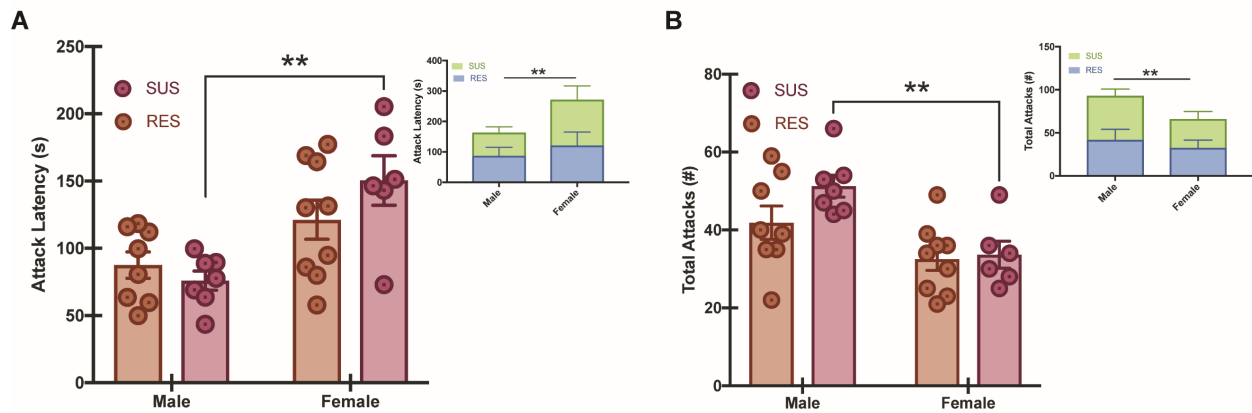 A
Attack Latency (s)
250
200
150
100
50
0
SUS
RES
**
Male
Female
Attack Latency (s)
400
300
200
100
0
SUS
RES
**
Male
Female
B
Total Attacks (#)
80
60
40
20
0
SUS
RES
**
Male
Female
Total Attacks (#)
150
100
50
0
SUS
RES
**
Male
Female